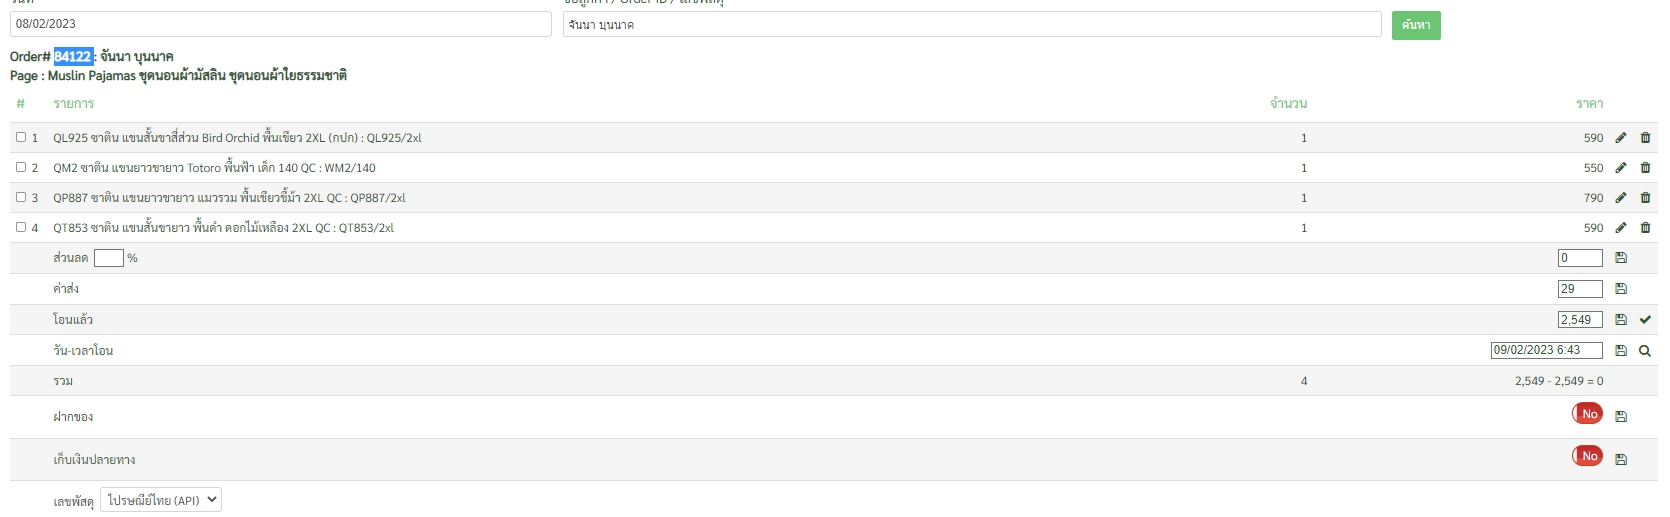 วันที่ ชื่อลูกค้า / Order ID / เลขพัสดุ
08/02/2023 จันนา บุนนาค ค้นหา
Order# 84122 : จันนา บุนนาค
Page : Muslin Pajamas ชุดนอนผ้ามัสลิน ชุดนอนผ้าใยธรรมชาติ
# รายการ จำนวน ราคา
1 QL925 ซาติน แขนสั้นขาสี่ส่วน Bird Orchid พื้นเขียว 2XL (กปก) : QL925/2xl 1 590
2 QM2 ซาติน แขนยาวขายาว Totoro พื้นฟ้า เด็ก 140 QC : WM2/140 1 550
3 QP887 ซาติน แขนยาวขายาว แมวรวม พื้นเขียวขี้ม้า 2XL QC : QP887/2xl 1 790
4 QT853 ซาติน แขนสั้นขายาว พื้นดำ ดอกไม้เหลือง 2XL QC : QT853/2xl 1 590
ส่วนลด % 0
ค่าส่ง 29
โอนแล้ว 2,549
วัน-เวลาโอน 09/02/2023 6:43
รวม 4 2,549 - 2,549 = 0
ฝากของ No
เก็บเงินปลายทาง No
เลขพัสดุ ไปรษณีย์ไทย (API)